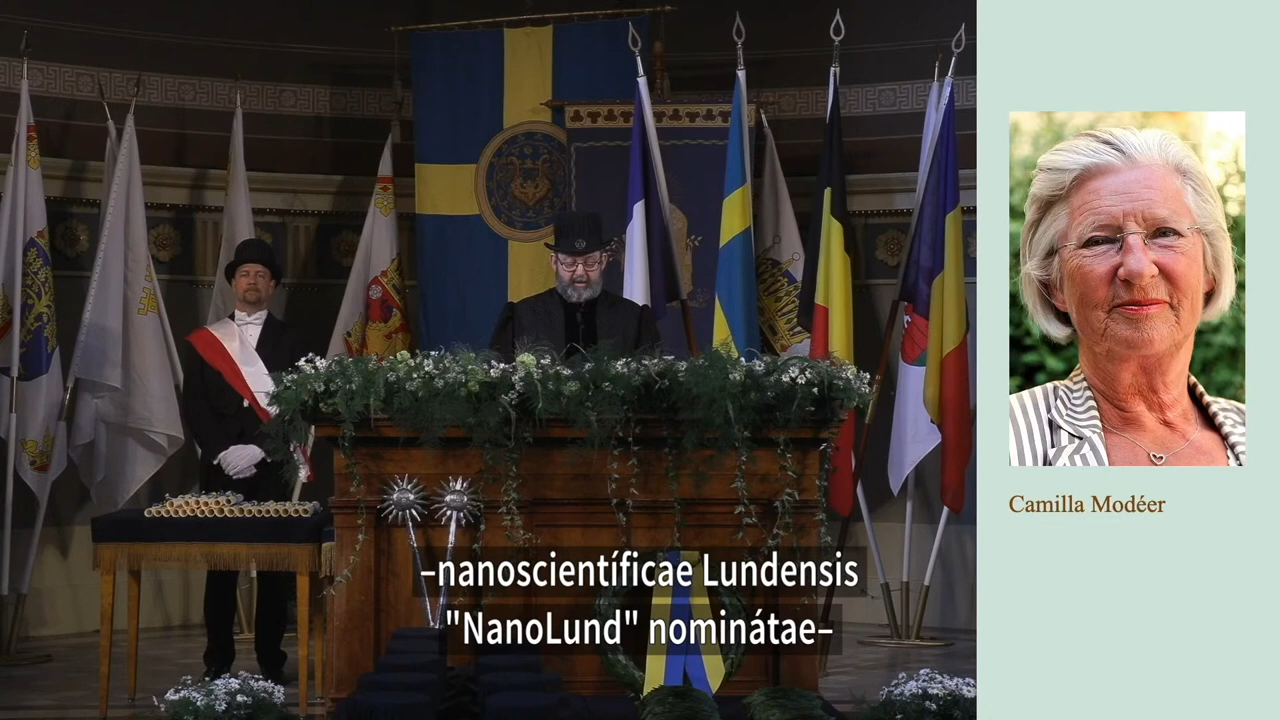 –nanoscientíficae Lundensis
"NanoLund" nominátae–
Camilla Modéer